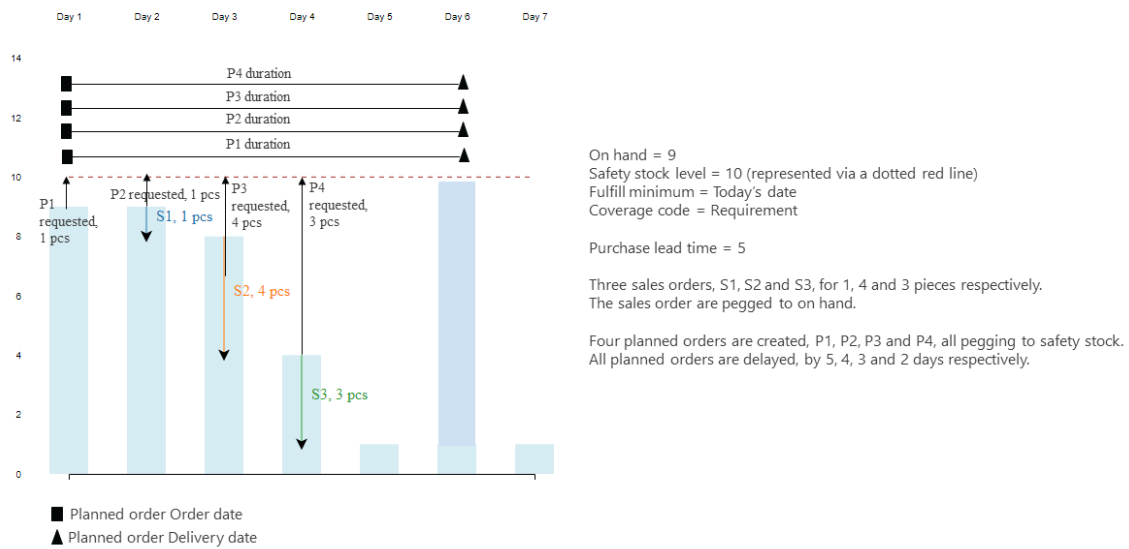 Day 1 Day 2 Day 3 Day 4 Day 5 Day 6 Day 7
14
P4 duration
P3 duration
12
P2 duration
P1 duration
10
P1 requested, 1 pcs
P2 requested, 1 pcs
P3 requested, 4 pcs
P4 requested, 3 pcs
S1, 1 pcs
8
6
S2, 4 pcs
4
S3, 3 pcs
2
0
Planned order Order date
Planned order Delivery date
On hand = 9
Safety stock level = 10 (represented via a dotted red line)
Fulfill minimum = Today's date
Coverage code = Requirement
Purchase lead time = 5
Three sales orders, S1, S2 and S3, for 1, 4 and 3 pieces respectively.
The sales order are pegged to on hand.
Four planned orders are created, P1, P2, P3 and P4, all pegging to safety stock.
All planned orders are delayed, by 5, 4, 3 and 2 days respectively.